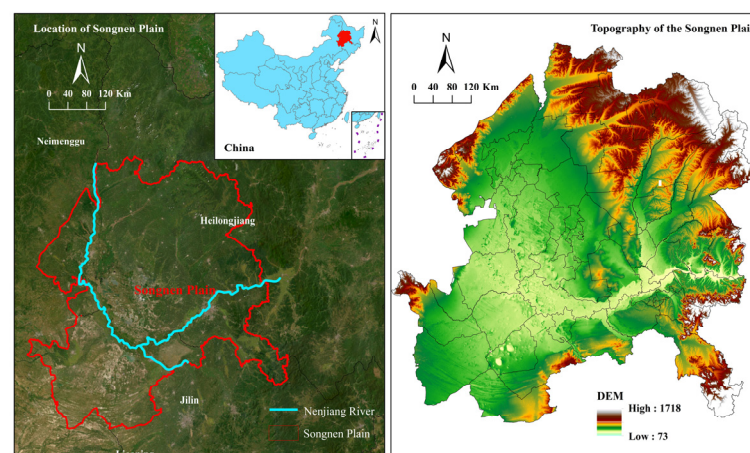 Location of Songnen Plain
N
0 40 80 120 Km
Neimenggu
Heilongjiang
Songnen Plain
Jilin
Nenjiang River
Songnen Plain
N
China
Topography of the Songnen Plai
N
0 40 80 120 Km
DEM
High : 1718
Low : 73